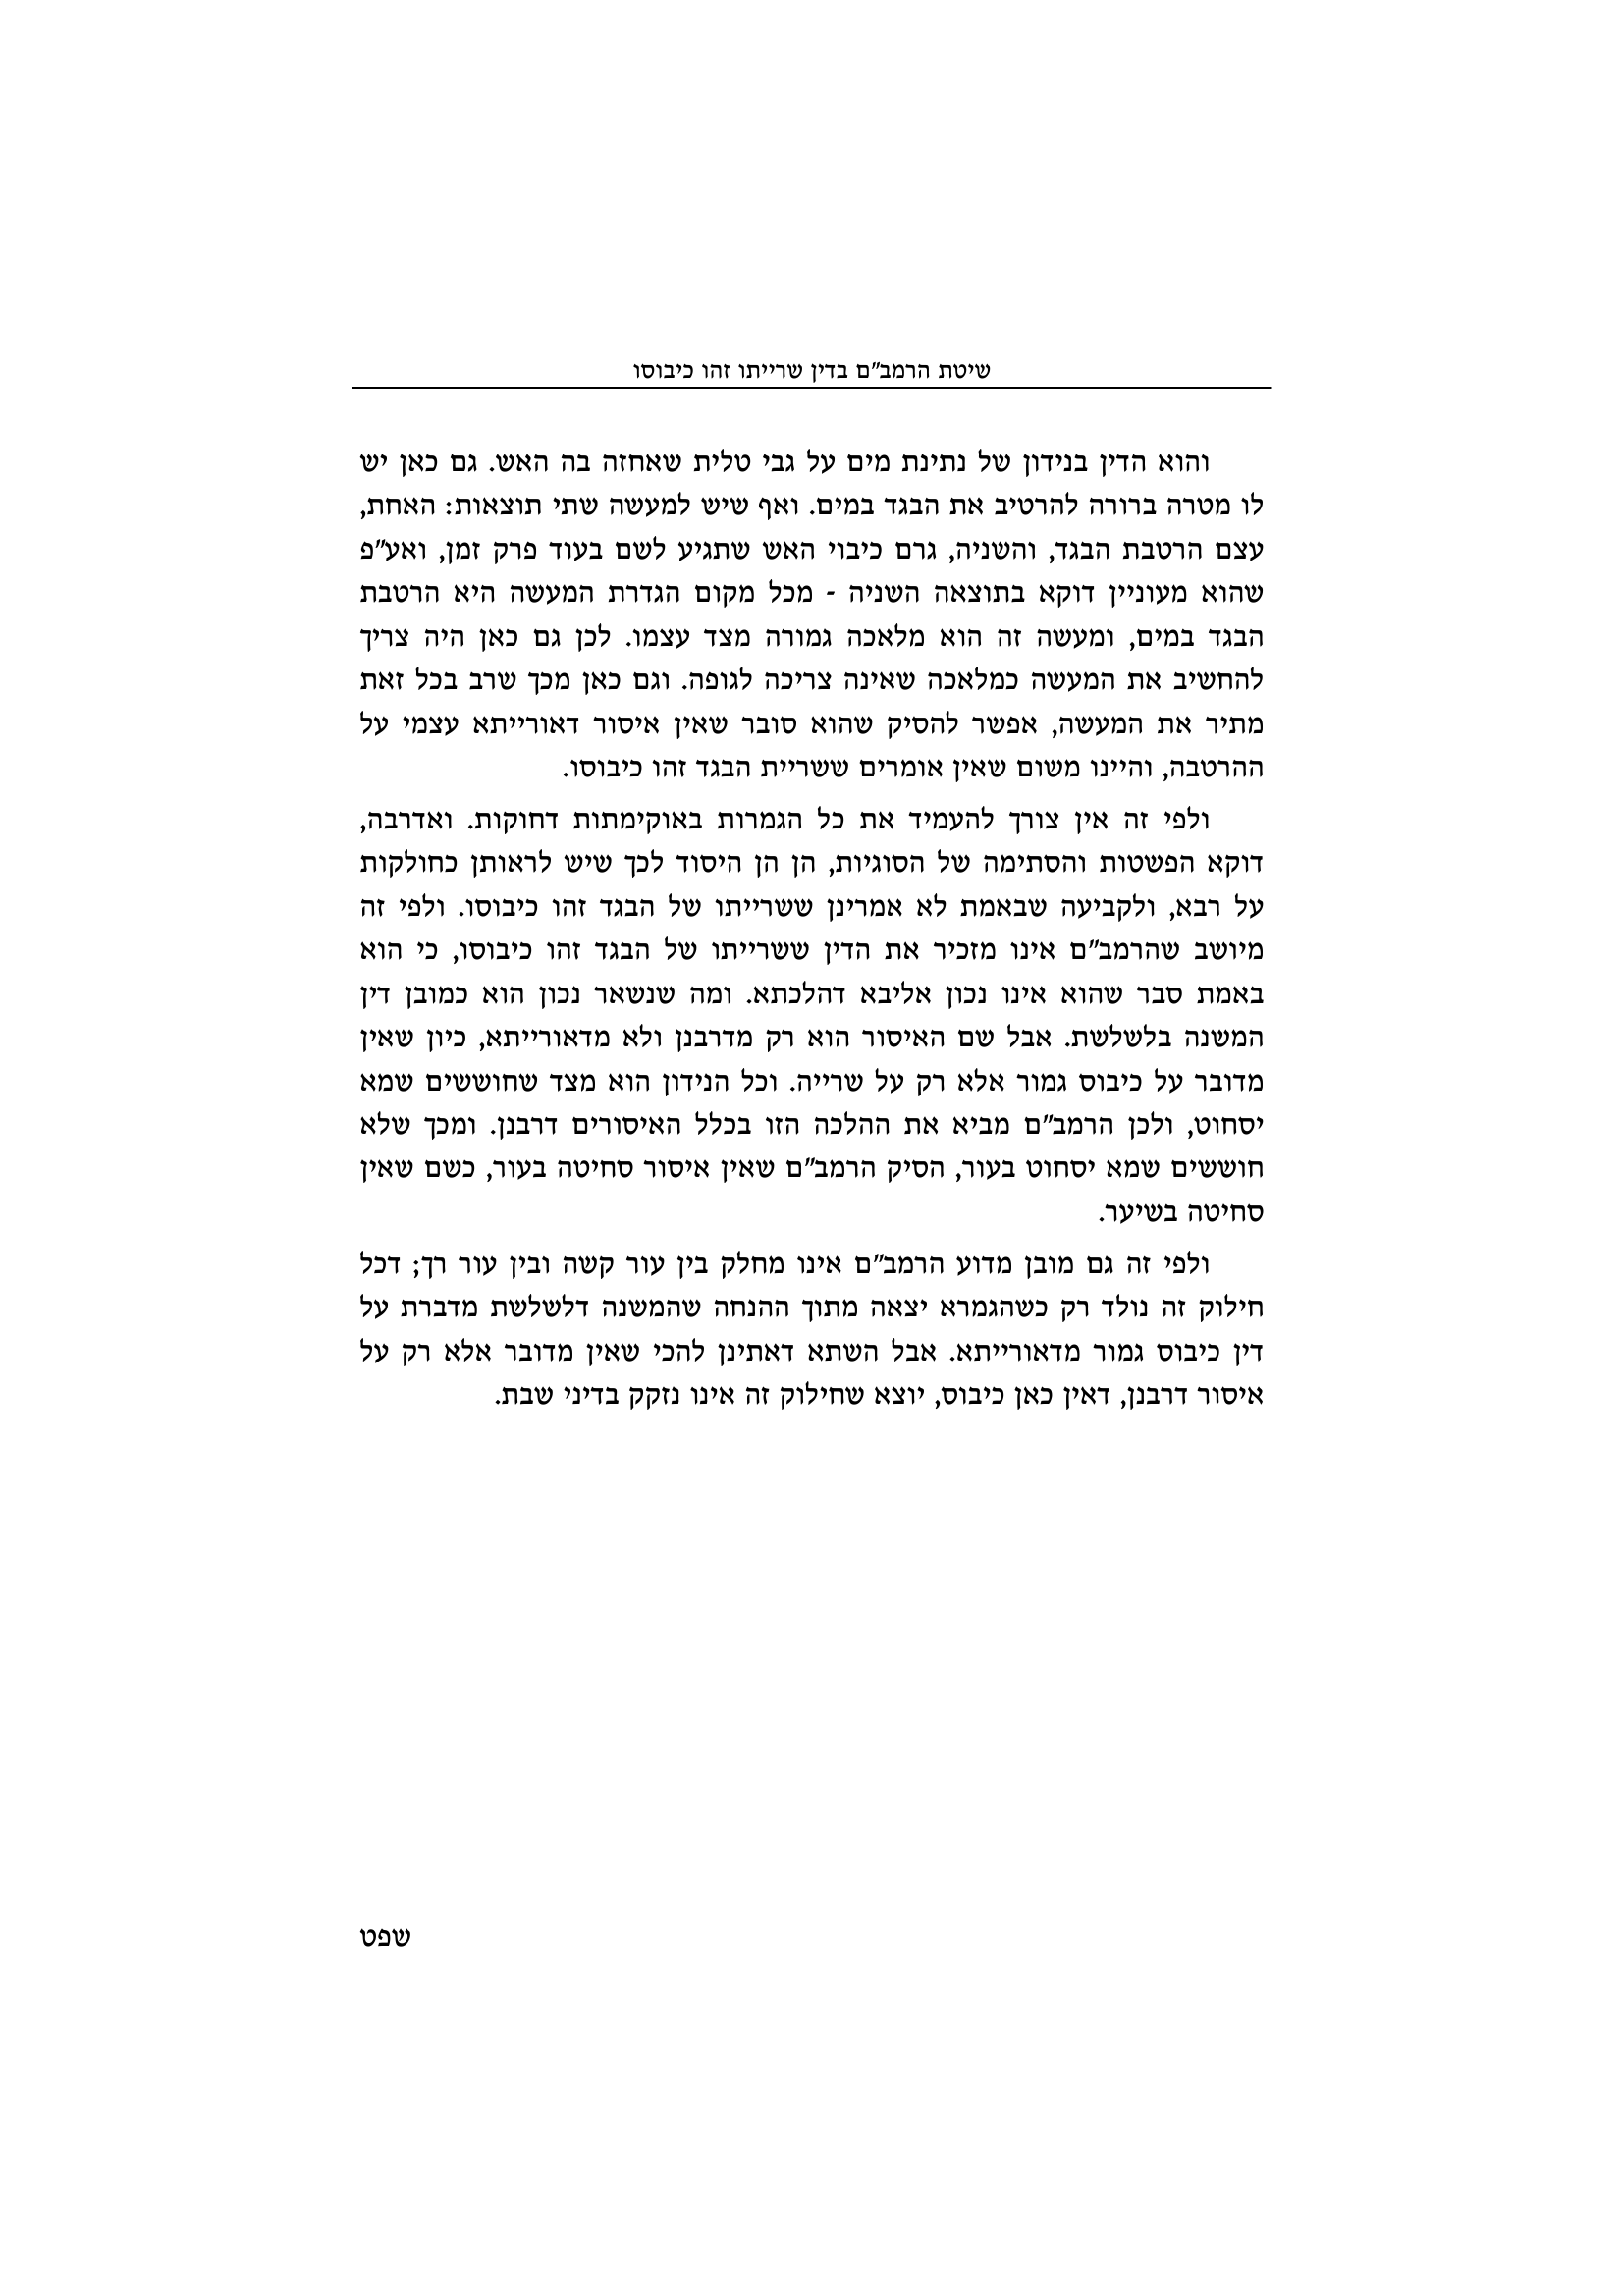 שיטת הרמב"ם בדין שרייתו זהו כיבוסו
והוא הדין בנידון של נתינת מים על גבי טלית שאחזה בה האש. גם כאן יש
לו מטרה ברורה להרטיב את הבגד במים. ואף שיש למעשה שתי תוצאות: האחת,
עצם הרטבת הבגד, והשניה, גרם כיבוי האש שתגיע לשם בעוד פרק זמן, ואע"פ
שהוא מעוניין דוקא בתוצאה השניה - מכל מקום הגדרת המעשה היא הרטבת
הבגד במים, ומעשה זה הוא מלאכה גמורה מצד עצמו. לכן גם כאן היה צריך
להחשיב את המעשה כמלאכה שאינה צריכה לגופה. וגם כאן מכך שרב בכל זאת
מתיר את המעשה, אפשר להסיק שהוא סובר שאין איסור דאורייתא עצמי על
ההרטבה, והיינו משום שאין אומרים ששריית הבגד זהו כיבוסו.
ולפי זה אין צורך להעמיד את כל הגמרות באוקימתות דחוקות. ואדרבה,
דוקא הפשטות והסתימה של הסוגיות, הן הן היסוד לכך שיש לראותן כחולקות
על רבא, ולקביעה שבאמת לא אמרינן ששרייתו של הבגד זהו כיבוסו. ולפי זה
מיושב שהרמב"ם אינו מזכיר את הדין ששרייתו של הבגד זהו כיבוסו, כי הוא
באמת סבר שהוא אינו נכון אליבא דהלכתא. ומה שנשאר נכון הוא כמובן דין
המשנה בלשלשת. אבל שם האיסור הוא רק מדרבנן ולא מדאורייתא, כיון שאין
מדובר על כיבוס גמור אלא רק על שרייה. וכל הנידון הוא מצד שחוששים שמא
יסחוט, ולכן הרמב"ם מביא את ההלכה הזו בכלל האיסורים דרבנן. ומכך שלא
חוששים שמא יסחוט בעור, הסיק הרמב"ם שאין איסור סחיטה בעור, כשם שאין
סחיטה בשיער.
ולפי זה גם מובן מדוע הרמב"ם אינו מחלק בין עור קשה ובין עור רך; דכל
חילוק זה נולד רק כשהגמרא יצאה מתוך ההנחה שהמשנה דלשלשת מדברת על
דין כיבוס גמור מדאורייתא. אבל השתא דאתינן להכי שאין מדובר אלא רק על
איסור דרבנן, דאין כאן כיבוס, יוצא שחילוק זה אינו נזקק בדיני שבת.
שפט